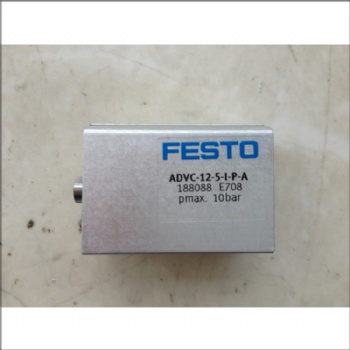 FESTO
ADVC-12-5-I-P-A
188088 E708
pmax. 10bar